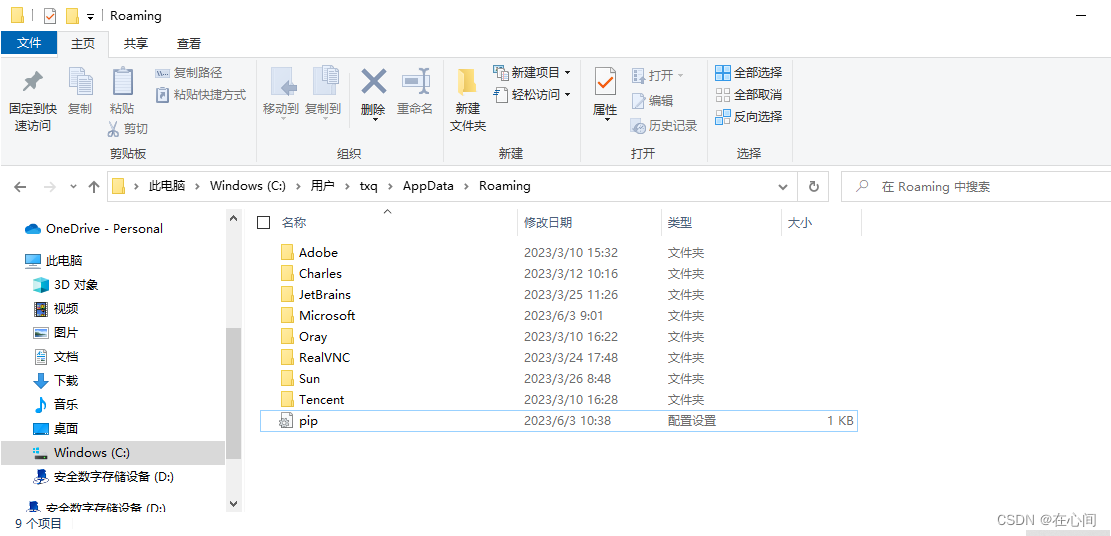 Roaming
文件 主页 共享 查看
固定到快速访问 复制 粘贴 复制路径 粘贴快捷方式 剪切 移动到 复制到 删除 重命名 新建文件夹 新建项目 轻松访问 属性 打开 编辑 历史记录 全部选择 全部取消 反向选择
剪贴板 组织 新建 打开 选择
此电脑 Windows (C:) 用户 txq AppData Roaming 在 Roaming 中搜索
OneDrive - Personal
此电脑
3D 对象
视频
图片
文档
下载
音乐
桌面
Windows (C:)
安全数字存储设备 (D:)
安全数字存储设备 (D:)
名称 修改日期 类型 大小
Adobe 2023/3/10 15:32 文件夹
Charles 2023/3/12 10:16 文件夹
JetBrains 2023/3/25 11:26 文件夹
Microsoft 2023/6/3 9:01 文件夹
Oray 2023/3/10 16:22 文件夹
RealVNC 2023/3/24 17:48 文件夹
Sun 2023/3/26 8:48 文件夹
Tencent 2023/3/10 16:28 文件夹
pip 2023/6/3 10:38 配置设置 1 KB
9 个项目
CSDN @在心间